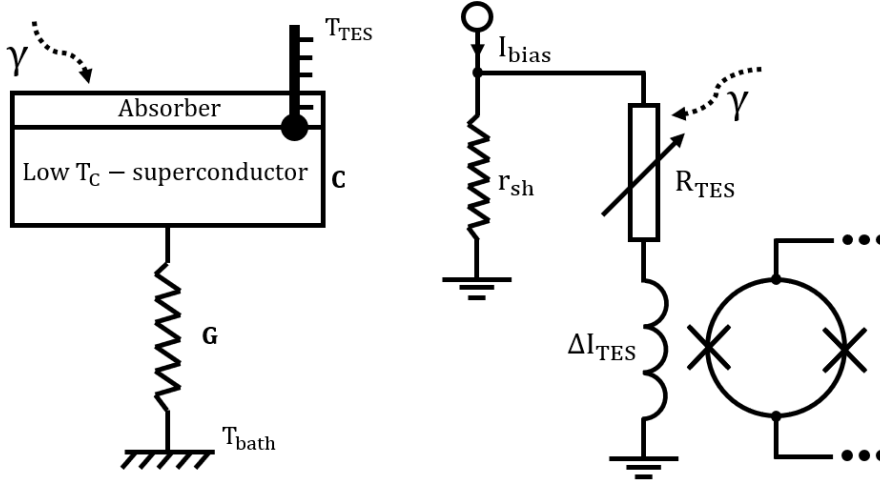 γ
T_TES
Absorber
Low T_C − superconductor
C
G
T_bath
I_bias
r_sh
γ
R_TES
ΔI_TES